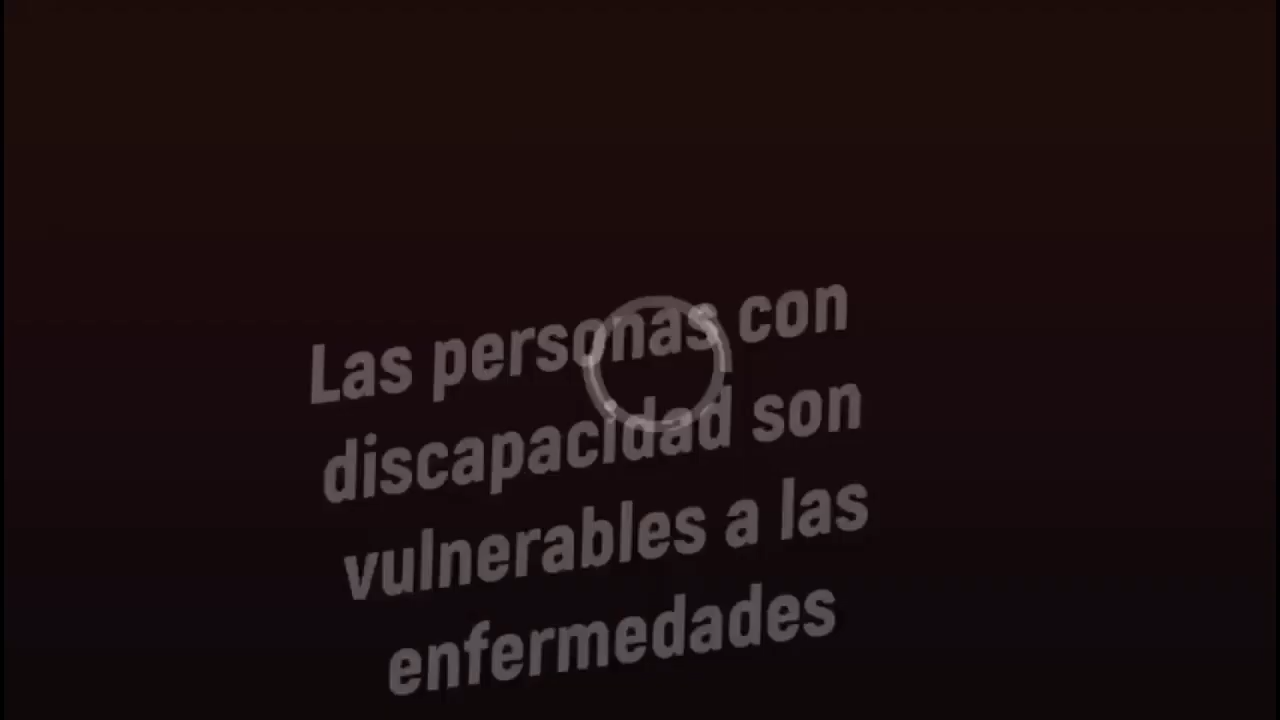 Las personas con
discapacidad son
vulnerables a las
enfermedades